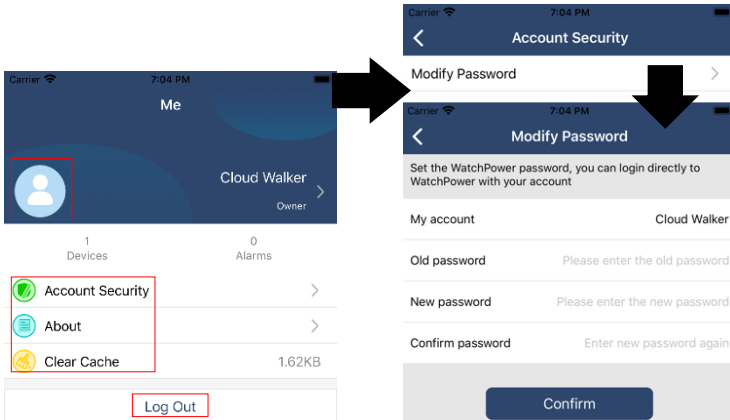 Carrier 7:04 PM
Me
Cloud Walker
Owner
1 0
Devices Alarms
Account Security
About
Clear Cache 1.62KB
Log Out
Carrier 7:04 PM
Account Security
Modify Password
Carrier 7:04 PM
Modify Password
Set the WatchPower password, you can login directly to
WatchPower with your account
My account Cloud Walker
Old password Please enter the old password
New password Please enter the new password
Confirm password Enter new password again
Confirm